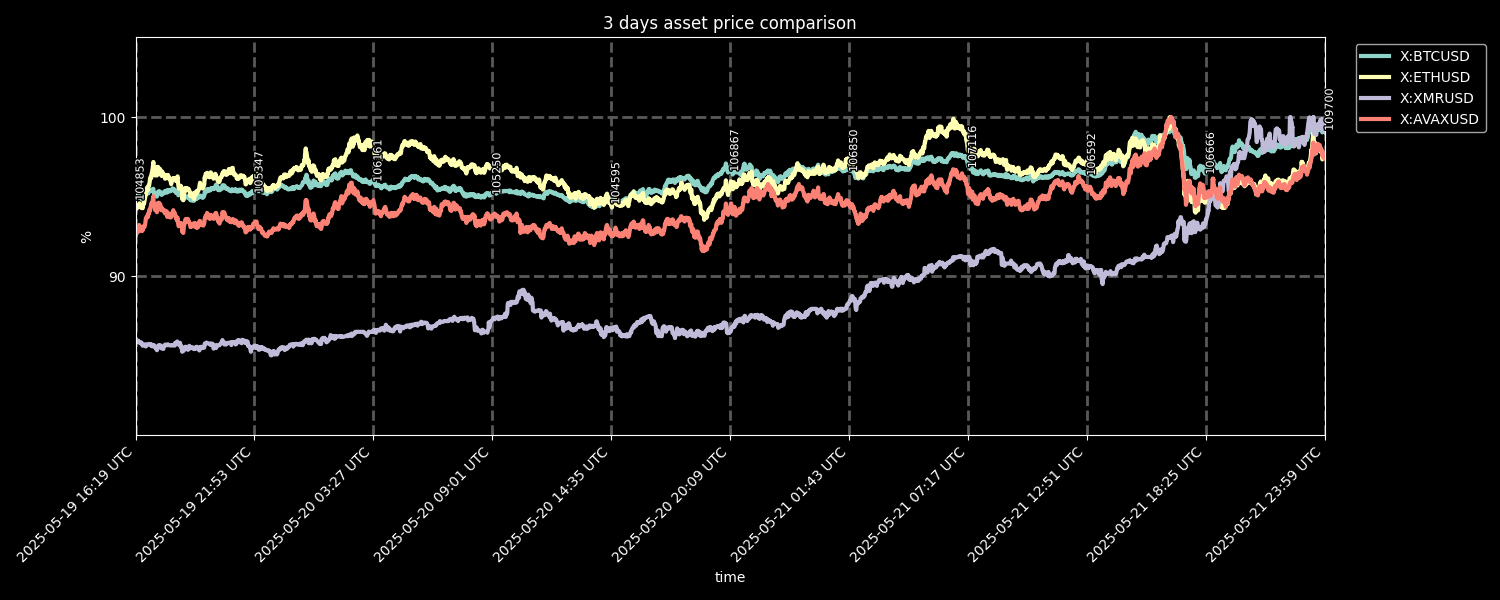 3 days asset price comparison
X:BTCUSD
X:ETHUSD
X:XMRUSD
X:AVAXUSD
100
90
%
104853
105347
106161
105250
104595
106867
106850
107116
106592
106666
109700
2025-05-19 16:19 UTC
2025-05-19 21:53 UTC
2025-05-20 03:27 UTC
2025-05-20 09:01 UTC
2025-05-20 14:35 UTC
2025-05-20 20:09 UTC
2025-05-21 01:43 UTC
2025-05-21 07:17 UTC
2025-05-21 12:51 UTC
2025-05-21 18:25 UTC
2025-05-21 23:59 UTC
time